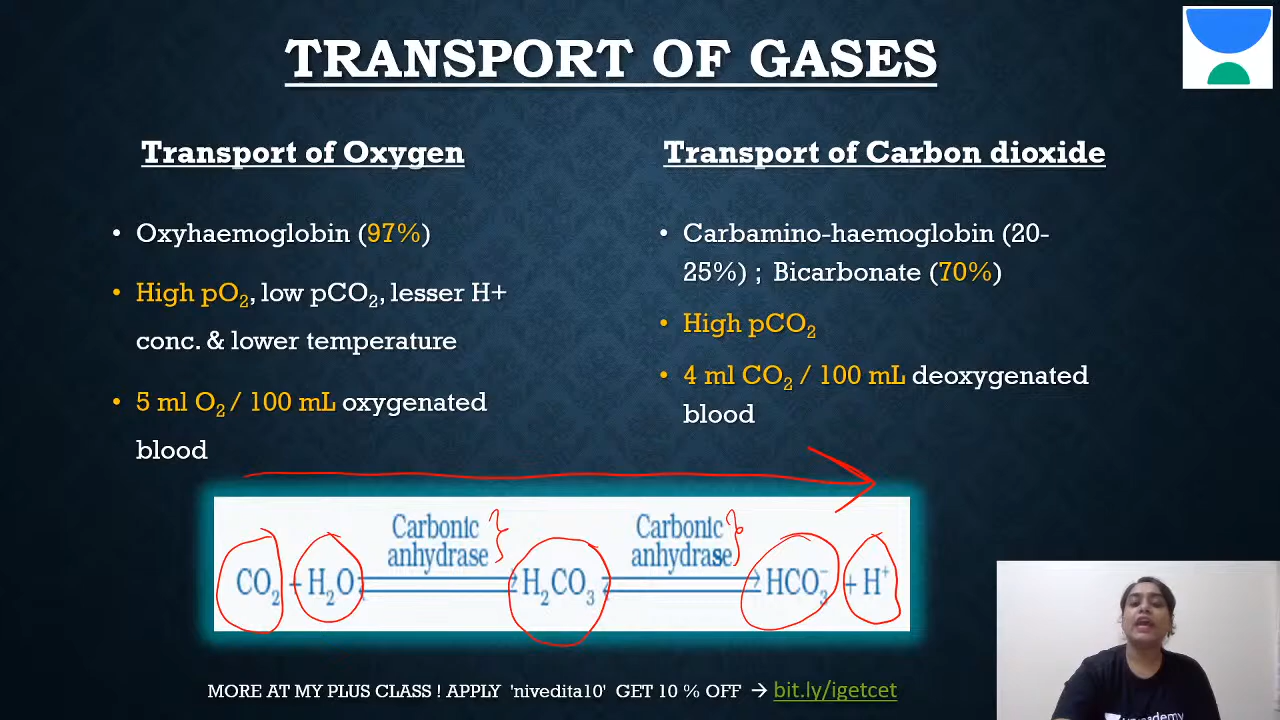 TRANSPORT OF GASES
Transport of Oxygen
• Oxyhaemoglobin (97%)
• High pO₂, low pCO₂, lesser H+
conc. & lower temperature
• 5 ml O₂ / 100 mL oxygenated
blood
Transport of Carbon dioxide
• Carbamino-haemoglobin (20-
25%) ; Bicarbonate (70%)
• High pCO₂
• 4 ml CO₂ / 100 mL deoxygenated
blood
Carbonic
anhydrase
Carbonic
anhydrase
CO₂ + H₂O ⇌ H₂CO₃ ⇌ HCO₃⁻ + H⁺
MORE AT MY PLUS CLASS ! APPLY 'nivedita10' GET 10 % OFF → bit.ly/igetcet